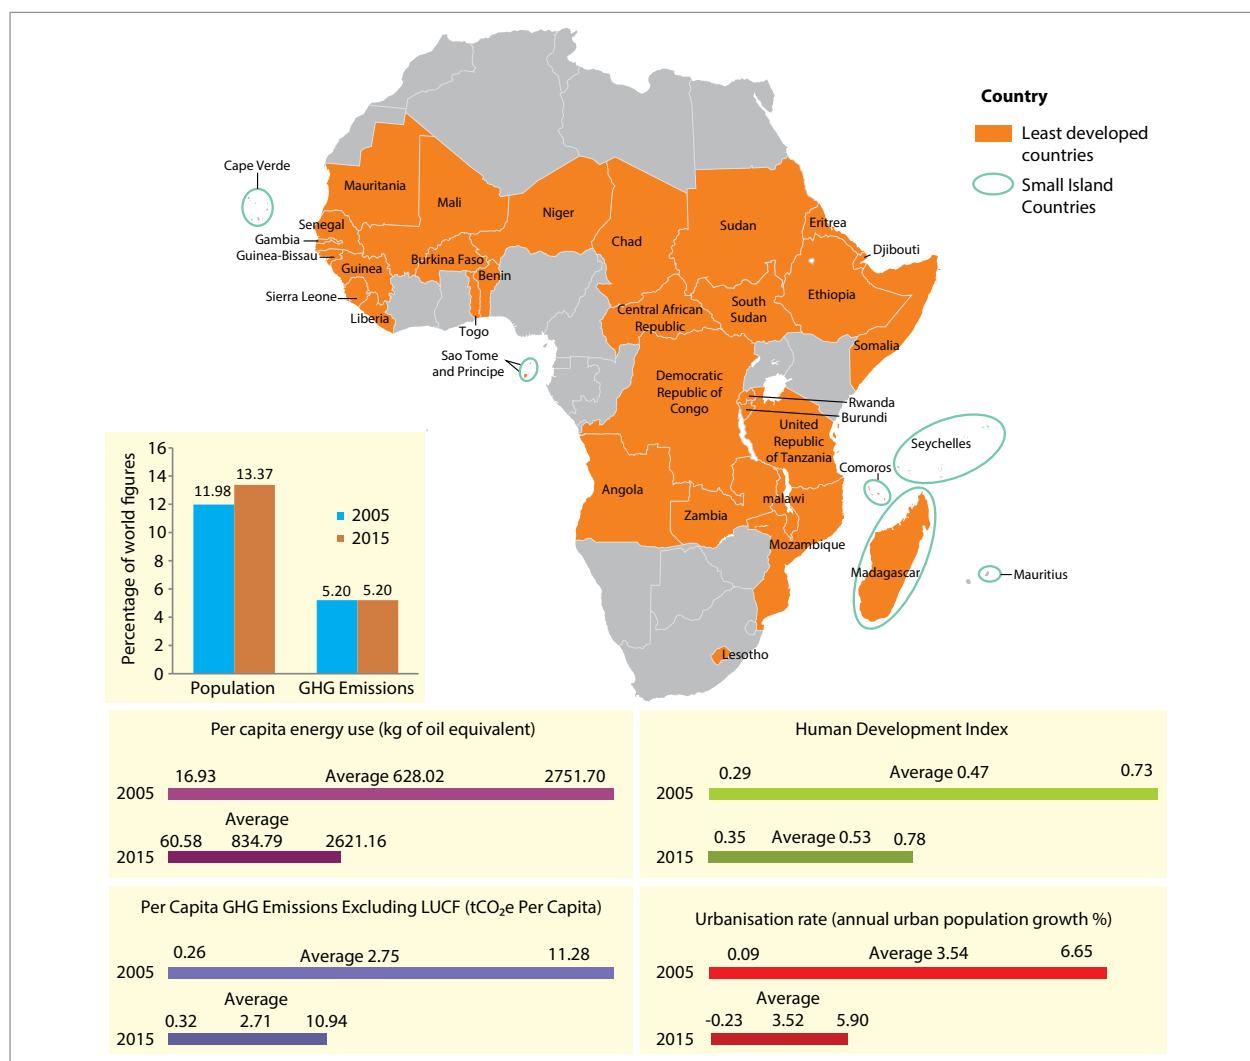 Country
Least developed
countries
Small Island
Countries
Cape Verde
Mauritania
Mali
Niger
Chad
Sudan
Eritrea
Djibouti
Senegal
Gambia
Guinea-Bissau
Guinea
Burkina Faso
Benin
Sierra Leone
Liberia
Togo
Sao Tome
and Principe
Central African
Republic
South
Sudan
Ethiopia
Somalia
Democratic
Republic of
Congo
Rwanda
Burundi
United
Republic
of Tanzania
Seychelles
Comoros
Angola
Zambia
malawi
Mozambique
Madagascar
Mauritius
Lesotho
Percentage of world figures
16
14
12
10
8
6
4
2
0
11.98
13.37
5.20
5.20
2005
2015
Population
GHG Emissions
Per capita energy use (kg of oil equivalent)
16.93 Average 628.02 2751.70
2005
Average
60.58 834.79 2621.16
2015
Human Development Index
0.29 Average 0.47 0.73
2005
0.35 Average 0.53 0.78
2015
Per Capita GHG Emissions Excluding LUCF (tCO₂e Per Capita)
0.26 Average 2.75 11.28
2005
Average
0.32 2.71 10.94
2015
Urbanisation rate (annual urban population growth %)
0.09 Average 3.54 6.65
2005
Average
-0.23 3.52 5.90
2015